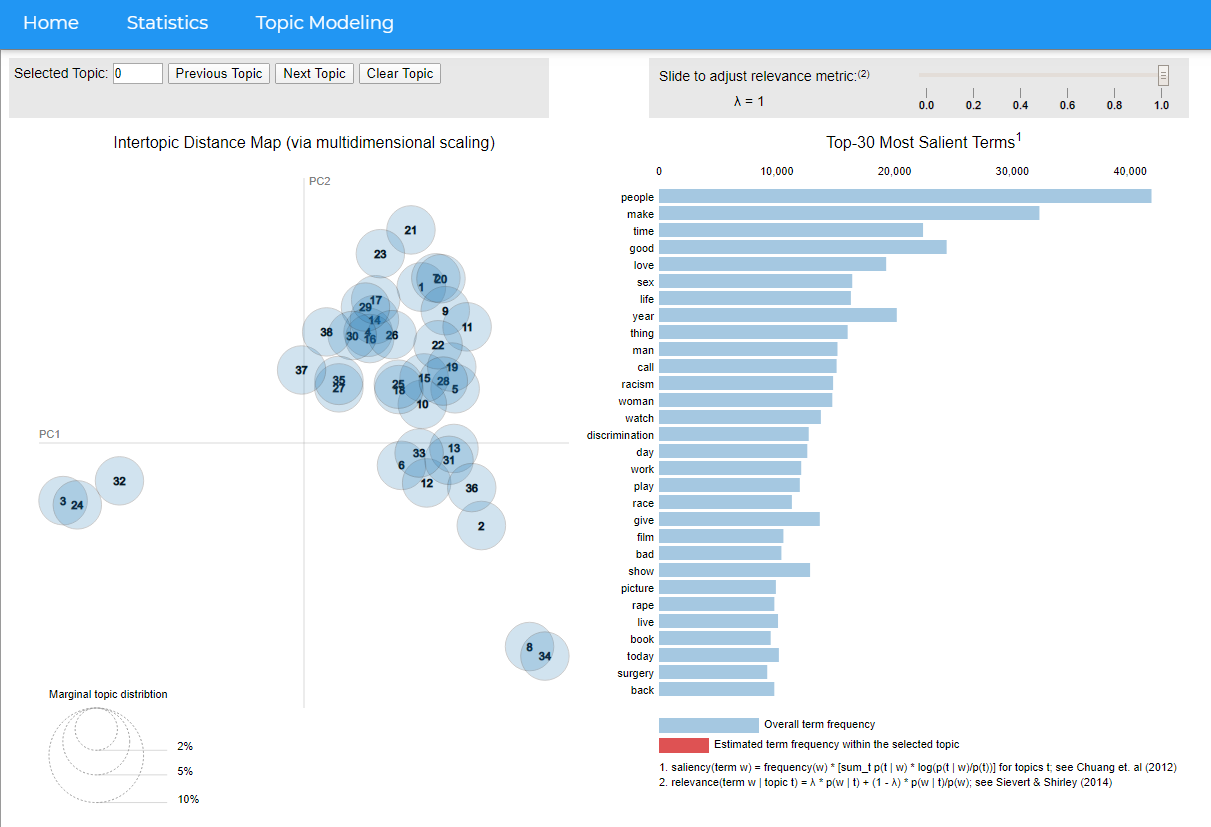 Home Statistics Topic Modeling
Selected Topic: 0 Previous Topic Next Topic Clear Topic
Slide to adjust relevance metric:(2)
λ = 1
0.0 0.2 0.4 0.6 0.8 1.0
Intertopic Distance Map (via multidimensional scaling)
PC2
PC1
21
23
7
20
1
17
29
9
14
11
38
30
4
16
26
22
37
35
27
25
18
15
28
19
5
10
33
13
6
31
12
36
2
32
3
24
8
34
Marginal topic distribtion
2%
5%
10%
Top-30 Most Salient Terms1
0 10,000 20,000 30,000 40,000
people
make
time
good
love
sex
life
year
thing
man
call
racism
woman
watch
discrimination
day
work
play
race
give
film
bad
show
picture
rape
live
book
today
surgery
back
Overall term frequency
Estimated term frequency within the selected topic
1. saliency(term w) = frequency(w) * [sum_t p(t | w) * log(p(t | w)/p(t))] for topics t; see Chuang et. al (2012)
2. relevance(term w | topic t) = λ * p(w | t) + (1 - λ) * p(w | t)/p(w); see Sievert & Shirley (2014)